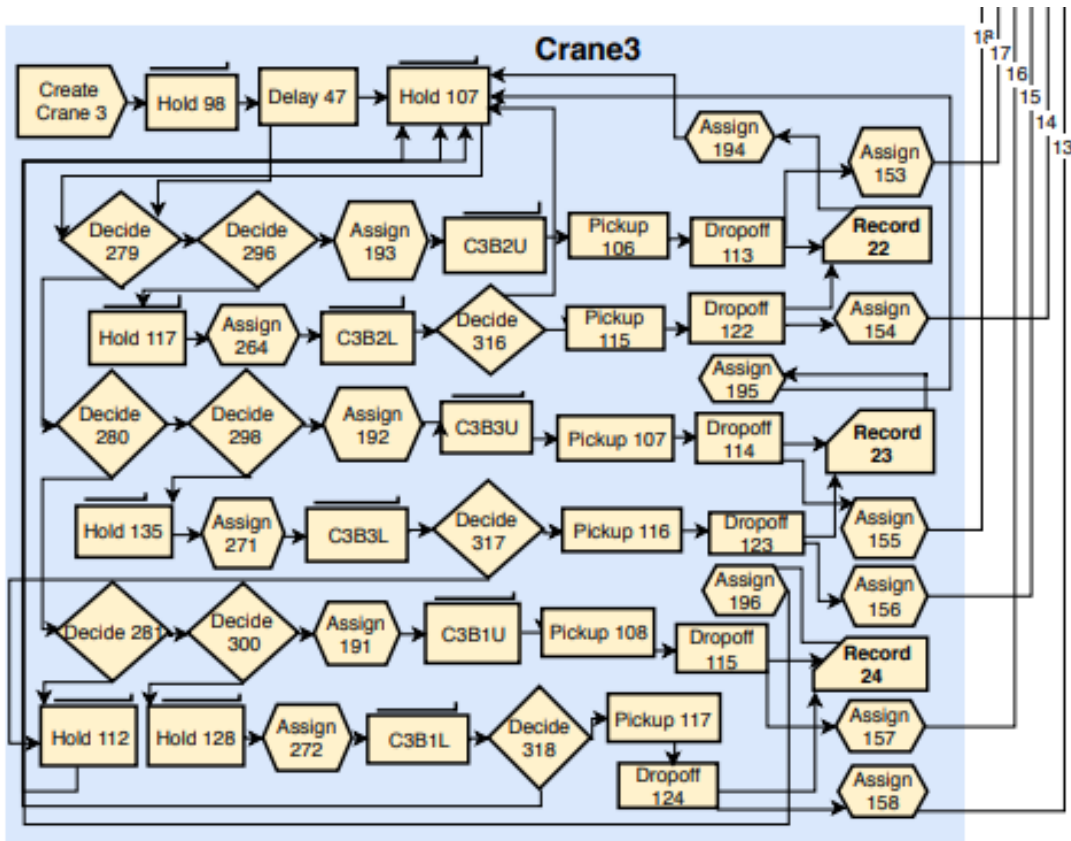 Crane3
18
17
16
15
14
13
Create
Crane 3
Hold 98
Delay 47
Hold 107
Assign
194
Assign
153
Decide
279
Decide
296
Assign
193
C3B2U
Pickup
106
Dropoff
113
Record
22
Hold 117
Assign
264
C3B2L
Decide
316
Pickup
115
Dropoff
122
Assign
154
Assign
195
Decide
280
Decide
298
Assign
192
C3B3U
Pickup 107
Dropoff
114
Record
23
Hold 135
Assign
271
C3B3L
Decide
317
Pickup 116
Dropoff
123
Assign
155
Assign
196
Assign
156
Decide 281
Decide
300
Assign
191
C3B1U
Pickup 108
Dropoff
115
Record
24
Hold 112
Hold 128
Assign
272
C3B1L
Decide
318
Pickup 117
Assign
157
Dropoff
124
Assign
158